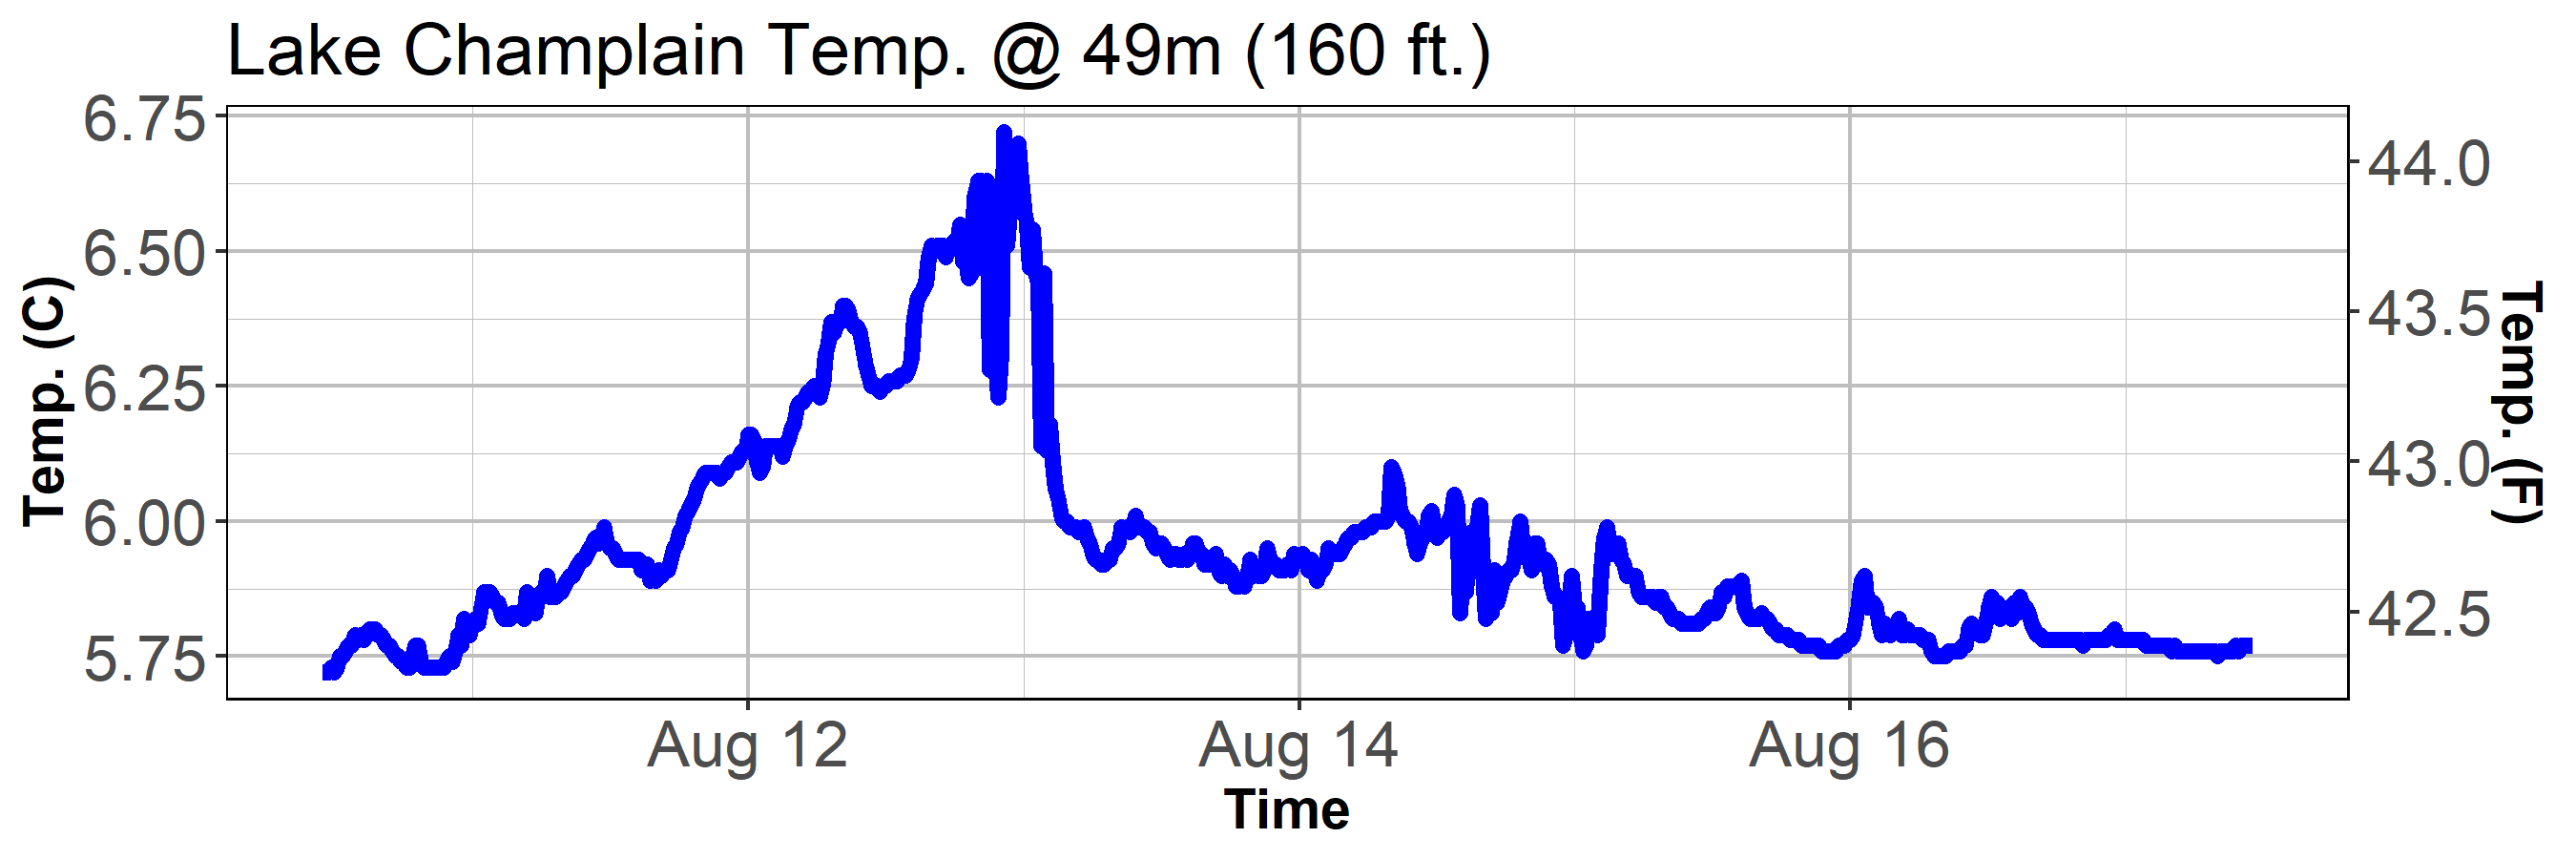 Lake Champlain Temp. @ 49m (160 ft.)
6.75
6.50
6.25
6.00
5.75
Temp. (C)
44.0
43.5
43.0
42.5
Temp. (F)
Aug 12
Aug 14
Aug 16
Time